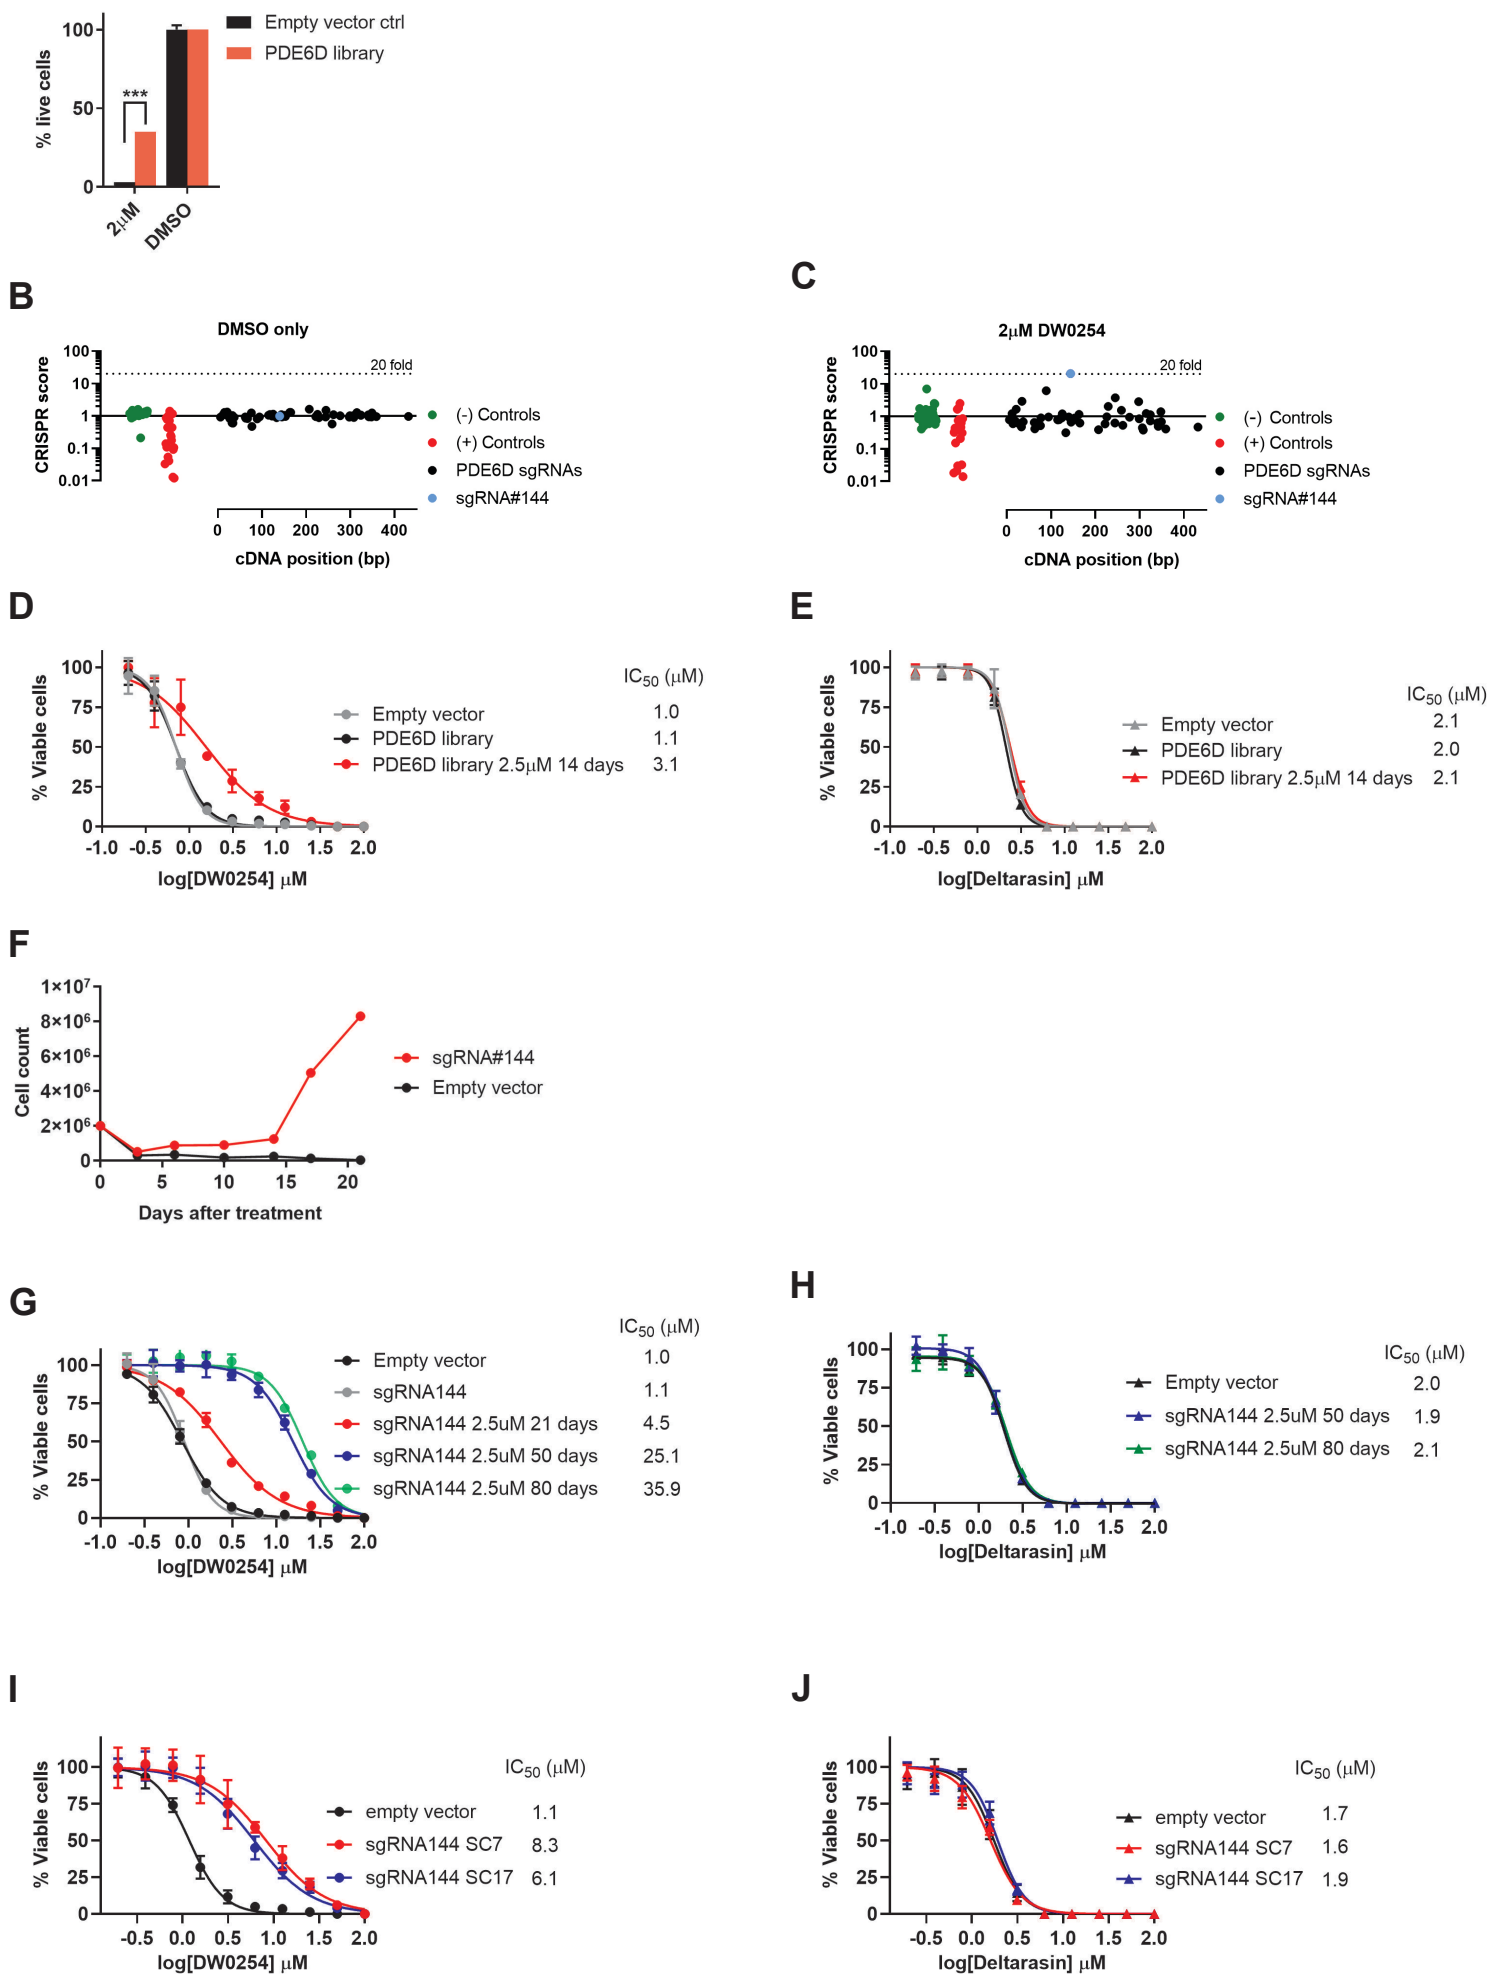 100
50
0
% live cells
***
2μM
DMSO
Empty vector ctrl
PDE6D library
B
DMSO only
100
10
1
0.1
0.01
CRISPR score
20 fold
(-) Controls
(+) Controls
PDE6D sgRNAs
sgRNA#144
0 100 200 300 400
cDNA position (bp)
C
2μM DW0254
100
10
1
0.1
0.01
CRISPR score
20 fold
(-) Controls
(+) Controls
PDE6D sgRNAs
sgRNA#144
0 100 200 300 400
cDNA position (bp)
D
100
75
50
25
0
% Viable cells
-1.0 -0.5 0.0 0.5 1.0 1.5 2.0
log[DW0254] μM
IC50 (μM)
Empty vector 1.0
PDE6D library 1.1
PDE6D library 2.5μM 14 days 3.1
E
100
75
50
25
0
% Viable cells
-1.0 -0.5 0.0 0.5 1.0 1.5 2.0
log[Deltarasin] μM
IC50 (μM)
Empty vector 2.1
PDE6D library 2.0
PDE6D library 2.5μM 14 days 2.1
F
1×10⁷
8×10⁶
6×10⁶
4×10⁶
2×10⁶
0
Cell count
0 5 10 15 20
Days after treatment
sgRNA#144
Empty vector
G
100
75
50
25
0
% Viable cells
-1.0 -0.5 0.0 0.5 1.0 1.5 2.0
log[DW0254] μM
IC50 (μM)
Empty vector 1.0
sgRNA144 1.1
sgRNA144 2.5uM 21 days 4.5
sgRNA144 2.5uM 50 days 25.1
sgRNA144 2.5uM 80 days 35.9
H
100
75
50
25
0
% Viable cells
-1.0 -0.5 0.0 0.5 1.0 1.5 2.0
log[Deltarasin] μM
IC50 (μM)
Empty vector 2.0
sgRNA144 2.5uM 50 days 1.9
sgRNA144 2.5uM 80 days 2.1
I
100
75
50
25
0
% Viable cells
-0.5 0.0 0.5 1.0 1.5 2.0
log[DW0254] μM
IC50 (μM)
empty vector 1.1
sgRNA144 SC7 8.3
sgRNA144 SC17 6.1
J
100
75
50
25
0
% Viable cells
-0.5 0.0 0.5 1.0 1.5 2.0
log[Deltarasin] μM
IC50 (μM)
empty vector 1.7
sgRNA144 SC7 1.6
sgRNA144 SC17 1.9